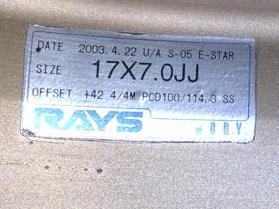 DATE 2003.4.22 U/A S-05 E-STAR
SIZE 17X7.0JJ
OFFSET +42 4/4M PCD100/114.3 SS
RAYS